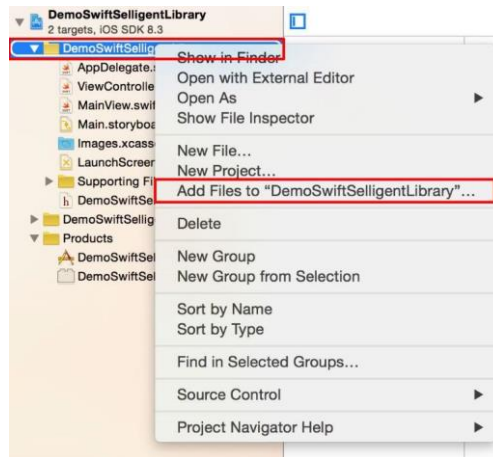 DemoSwiftSelligentLibrary
2 targets, iOS SDK 8.3
DemoSwiftSellig
AppDelegate.s
ViewControlle
MainView.swif
Main.storyboa
Images.xcass
LaunchScreer
Supporting Fi
h DemoSwiftSe
DemoSwiftSellig
Products
DemoSwiftSel
DemoSwiftSel
Show in Finder
Open with External Editor
Open As
Show File Inspector
New File...
New Project...
Add Files to “DemoSwiftSelligentLibrary”...
Delete
New Group
New Group from Selection
Sort by Name
Sort by Type
Find in Selected Groups...
Source Control
Project Navigator Help